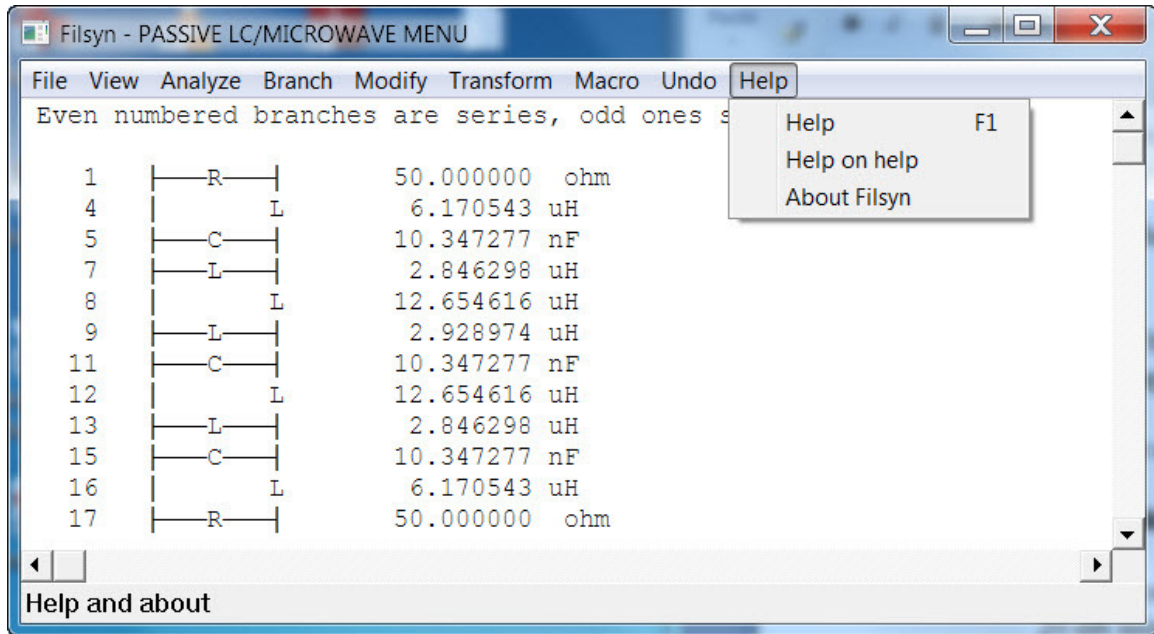 Filsyn - PASSIVE LC/MICROWAVE MENU
File View Analyze Branch Modify Transform Macro Undo Help
Even numbered branches are series, odd ones s
Help F1
Help on help
About Filsyn
1 R 50.000000 ohm
4 L 6.170543 uH
5 C 10.347277 nF
7 L 2.846298 uH
8 L 12.654616 uH
9 L 2.928974 uH
11 C 10.347277 nF
12 L 12.654616 uH
13 L 2.846298 uH
15 C 10.347277 nF
16 L 6.170543 uH
17 R 50.000000 ohm
Help and about